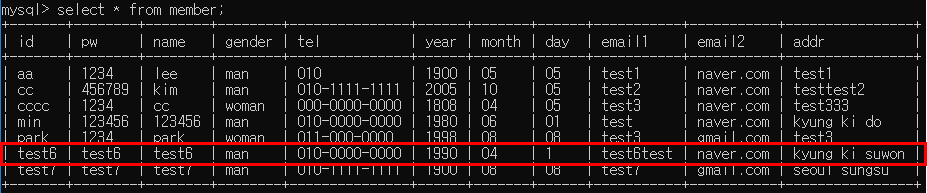 mysql> select * from member;
| id | pw | name | gender | tel | year | month | day | email1 | email2 | addr |
| aa | 1234 | lee | man | 010 | 1900 | 05 | 05 | test1 | naver.com | test1 |
| cc | 456789 | kim | man | 010-1111-1111 | 2005 | 10 | 05 | test2 | naver.com | testtest2 |
| cccc | 1234 | cc | woman | 000-0000-0000 | 1808 | 04 | 05 | test3 | naver.com | test333 |
| min | 123456 | 123456 | man | 010-0000-0000 | 1980 | 06 | 01 | test | naver.com | kyung ki do |
| park | 1234 | park | woman | 011-000-0000 | 1998 | 08 | 08 | test3 | gmail.com | test3 |
| test6 | test6 | test6 | man | 010-0000-0000 | 1990 | 04 | 1 | test6test | naver.com | kyung ki suwon |
| test7 | test7 | test7 | man | 010-1111-1111 | 1900 | 08 | 08 | test7 | gmail.com | seoul sungsu |